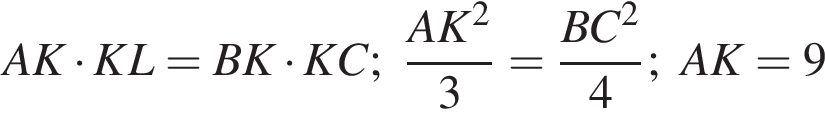 AK · KL = BK · KC; AK²/3 = BC²/4; AK = 9